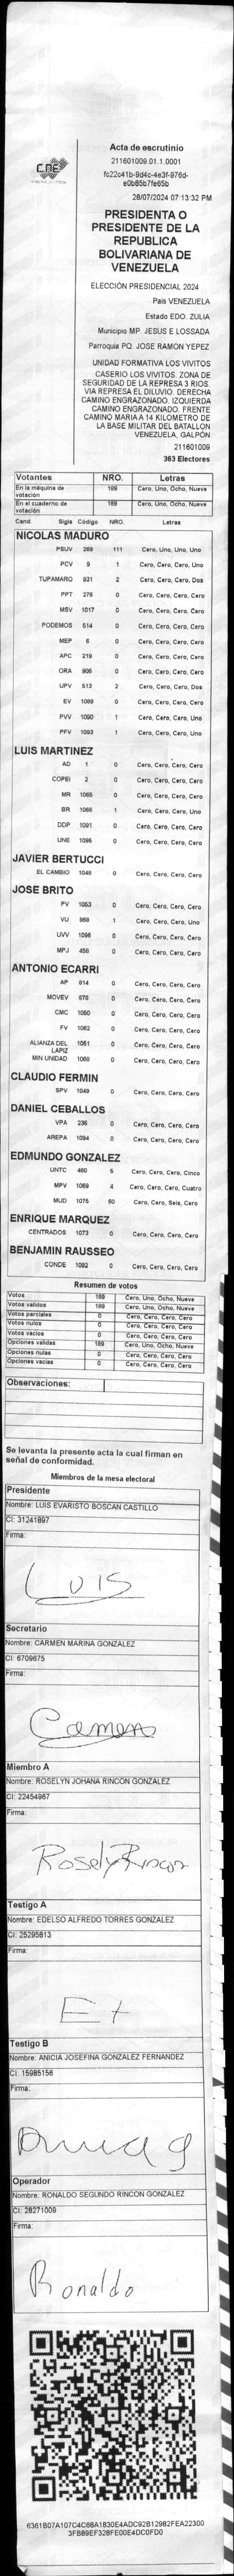 CNE
Acta de escrutinio
211601009.01.1.0001
fc22c41b-9d4c-4e3f-976d-
e0b85b7fe65b
28/07/2024 07:13:32 PM
PRESIDENTA O
PRESIDENTE DE LA
REPUBLICA
BOLIVARIANA DE
VENEZUELA
ELECCIÓN PRESIDENCIAL 2024
Pais VENEZUELA
Estado EDO. ZULIA
Municipio MP. JESUS E LOSSADA
Parroquia PQ. JOSE RAMON YEPEZ
UNIDAD FORMATIVA LOS VIVITOS
CASERIO LOS VIVITOS. ZONA DE
SEGURIDAD DE LA REPRESA 3 RIOS.
VIA REPRESA EL DILUVIO. DERECHA
CAMINO ENGRAZONADO. IZQUIERDA
CAMINO ENGRAZONADO. FRENTE
CAMINO MARIA A 14 KILOMETRO DE
LA BASE MILITAR DEL BATALLON
VENEZUELA, GALPÓN
211601009
363 Electores
Votantes NRO. Letras
En la máquina de votación 189 Cero, Uno, Ocho, Nueve
En el cuaderno de votación 189 Cero, Uno, Ocho, Nueve
Cand. Sigla Código NRO. Letras
NICOLAS MADURO
PSUV 269 111 Cero, Uno, Uno, Uno
PCV 9 1 Cero, Cero, Cero, Uno
TUPAMARO 931 2 Cero, Cero, Cero, Dos
PPT 276 0 Cero, Cero, Cero, Cero
MSV 1017 0 Cero, Cero, Cero, Cero
PODEMOS 514 0 Cero, Cero, Cero, Cero
MEP 6 0 Cero, Cero, Cero, Cero
APC 219 0 Cero, Cero, Cero, Cero
ORA 906 0 Cero, Cero, Cero, Cero
UPV 513 2 Cero, Cero, Cero, Dos
EV 1089 0 Cero, Cero, Cero, Cero
PVV 1090 1 Cero, Cero, Cero, Uno
PFV 1093 1 Cero, Cero, Cero, Uno
LUIS MARTINEZ
AD 1 0 Cero, Cero, Cero, Cero
COPEI 2 0 Cero, Cero, Cero, Cero
MR 1065 0 Cero, Cero, Cero, Cero
BR 1066 1 Cero, Cero, Cero, Uno
DDP 1091 0 Cero, Cero, Cero, Cero
UNE 1095 0 Cero, Cero, Cero, Cero
JAVIER BERTUCCI
EL CAMBIO 1048 0 Cero, Cero, Cero, Cero
JOSE BRITO
PV 1053 0 Cero, Cero, Cero, Cero
VU 868 1 Cero, Cero, Cero, Uno
UVV 1096 0 Cero, Cero, Cero, Cero
MPJ 456 0 Cero, Cero, Cero, Cero
ANTONIO ECARRI
AP 814 0 Cero, Cero, Cero, Cero
MOVEV 878 0 Cero, Cero, Cero, Cero
CMC 1060 0 Cero, Cero, Cero, Cero
FV 1062 0 Cero, Cero, Cero, Cero
ALIANZA DEL LAPIZ 1051 0 Cero, Cero, Cero, Cero
MIN UNIDAD 1068 0 Cero, Cero, Cero, Cero
CLAUDIO FERMIN
SPV 1049 0 Cero, Cero, Cero, Cero
DANIEL CEBALLOS
VPA 236 0 Cero, Cero, Cero, Cero
AREPA 1094 0 Cero, Cero, Cero, Cero
EDMUNDO GONZALEZ
UNTC 460 5 Cero, Cero, Cero, Cinco
MPV 1069 4 Cero, Cero, Cero, Cuatro
MUD 1075 60 Cero, Cero, Seis, Cero
ENRIQUE MARQUEZ
CENTRADOS 1073 0 Cero, Cero, Cero, Cero
BENJAMIN RAUSSEO
CONDE 1092 0 Cero, Cero, Cero, Cero
Resumen de votos
Votos 189 Cero, Uno, Ocho, Nueve
Votos validos 189 Cero, Uno, Ocho, Nueve
Votos parciales 0 Cero, Cero, Cero, Cero
Votos nulos 0 Cero, Cero, Cero, Cero
Votos vacios 0 Cero, Cero, Cero, Cero
Opciones validas 189 Cero, Uno, Ocho, Nueve
Opciones nulas 0 Cero, Cero, Cero, Cero
Opciones vacias 0 Cero, Cero, Cero, Cero
Observaciones:
Se levanta la presente acta la cual firman en
señal de conformidad.
Miembros de la mesa electoral
Presidente
Nombre: LUIS EVARISTO BOSCAN CASTILLO
CI: 31241897
Firma:
Luis
Secretario
Nombre: CARMEN MARINA GONZALEZ
CI: 6709675
Firma:
Carmen
Miembro A
Nombre: ROSELYN JOHANA RINCON GONZALEZ
CI: 22454967
Firma:
Rosely Rincon
Testigo A
Nombre: EDELSO ALFREDO TORRES GONZALEZ
CI: 25295813
Firma:
Et
Testigo B
Nombre: ANICIA JOSEFINA GONZALEZ FERNANDEZ
CI: 15985156
Firma:
Operador
Nombre: RONALDO SEGUNDO RINCON GONZALEZ
CI: 28271009
Firma:
Ronaldo
6361B07A107C4C68A1B30E4ADC92B12982FEA22300
3FB89EF328FE00E4DC0FD0